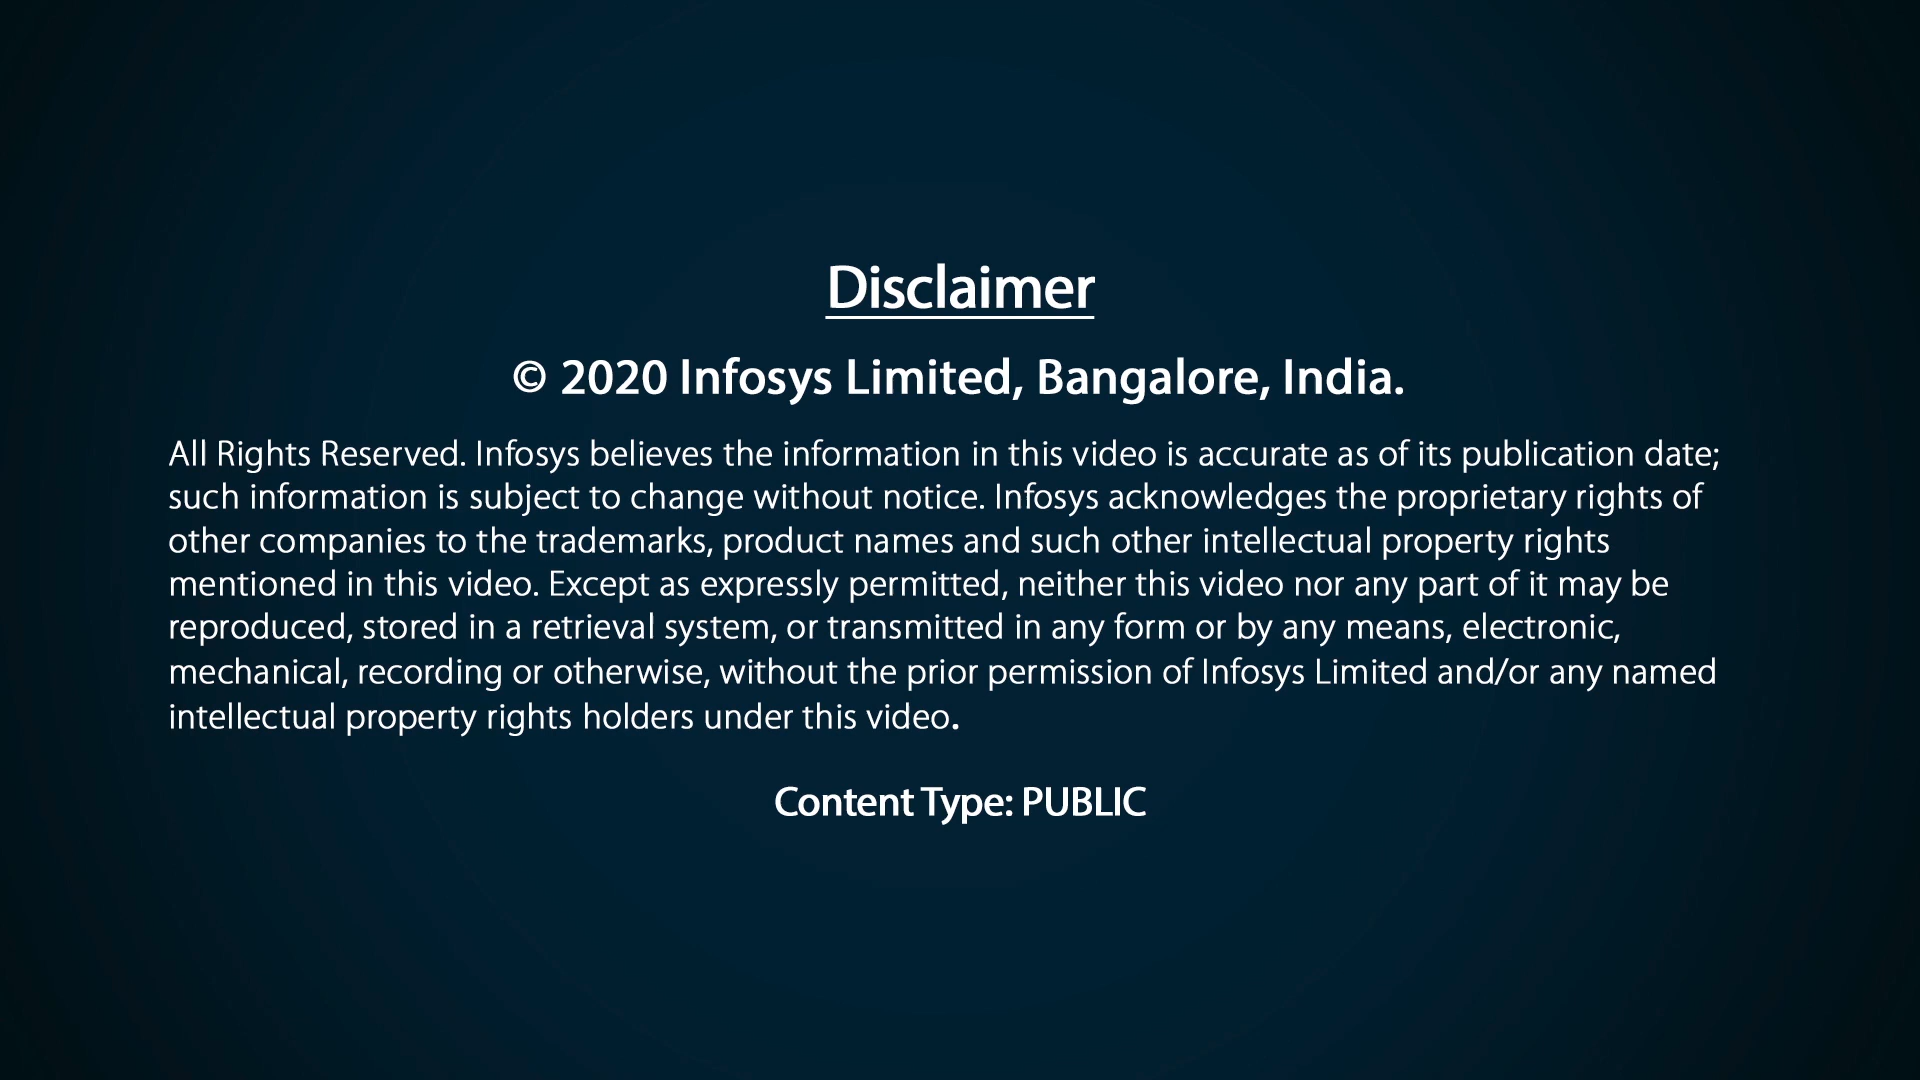 Disclaimer
© 2020 Infosys Limited, Bangalore, India.
All Rights Reserved. Infosys believes the information in this video is accurate as of its publication date;
such information is subject to change without notice. Infosys acknowledges the proprietary rights of
other companies to the trademarks, product names and such other intellectual property rights
mentioned in this video. Except as expressly permitted, neither this video nor any part of it may be
reproduced, stored in a retrieval system, or transmitted in any form or by any means, electronic,
mechanical, recording or otherwise, without the prior permission of Infosys Limited and/or any named
intellectual property rights holders under this video.
Content Type: PUBLIC